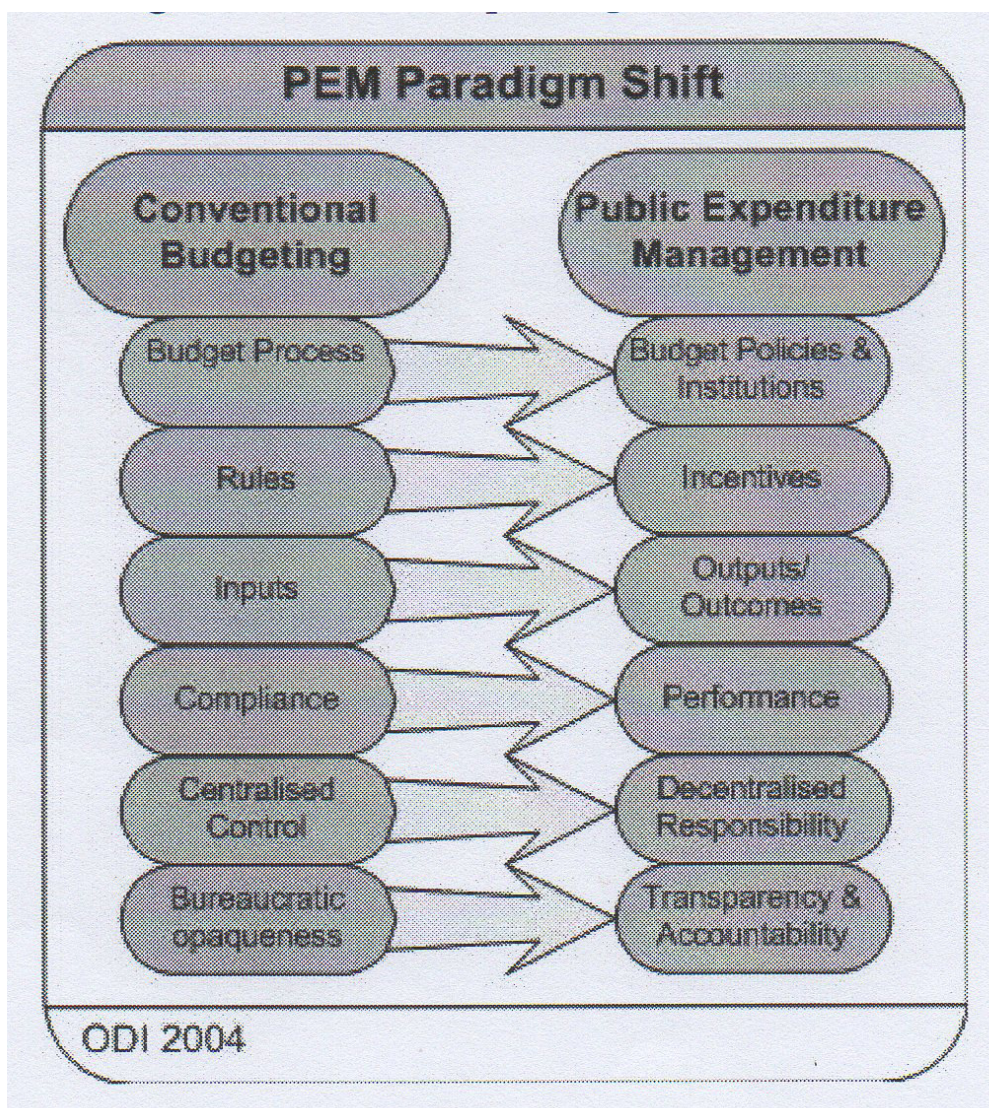 PEM Paradigm Shift
Conventional
Budgeting
Public Expenditure
Management
Budget Process
Budget Policies &
Institutions
Rules
Incentives
Inputs
Outputs/
Outcomes
Compliance
Performance
Centralised
Control
Decentralised
Responsibility
Bureaucratic
opaqueness
Transparency &
Accountability
ODI 2004